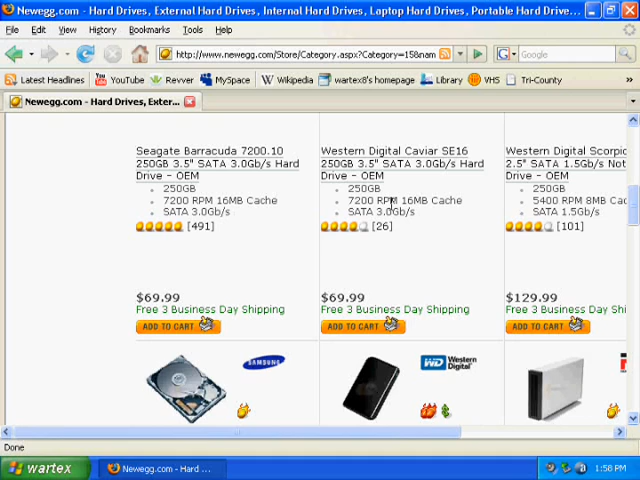 Newegg.com - Hard Drives, External Hard Drives, Internal Hard Drives, Laptop Hard Drives, Portable Hard Drive...
File Edit View History Bookmarks Tools Help
http://www.newegg.com/Store/Category.aspx?Category=15&nam
Google
Latest Headlines YouTube Revver MySpace Wikipedia wartex8's homepage Library VHS Tri-County
Newegg.com - Hard Drives, Exter...
Seagate Barracuda 7200.10
250GB 3.5" SATA 3.0Gb/s Hard
Drive - OEM
250GB
7200 RPM 16MB Cache
SATA 3.0Gb/s
[491]
$69.99
Free 3 Business Day Shipping
ADD TO CART
Western Digital Caviar SE16
250GB 3.5" SATA 3.0Gb/s Hard
Drive - OEM
250GB
7200 RPM 16MB Cache
SATA 3.0Gb/s
[26]
$69.99
Free 3 Business Day Shipping
ADD TO CART
Western Digital Scorpio
2.5" SATA 1.5Gb/s Not
Drive - OEM
250GB
5400 RPM 8MB Ca
SATA 1.5Gb/s
[101]
$129.99
Free 3 Business Day Shipping
ADD TO CART
SAMSUNG
WD Western
Digital
Done
wartex
Newegg.com - Hard ...
1:58 PM